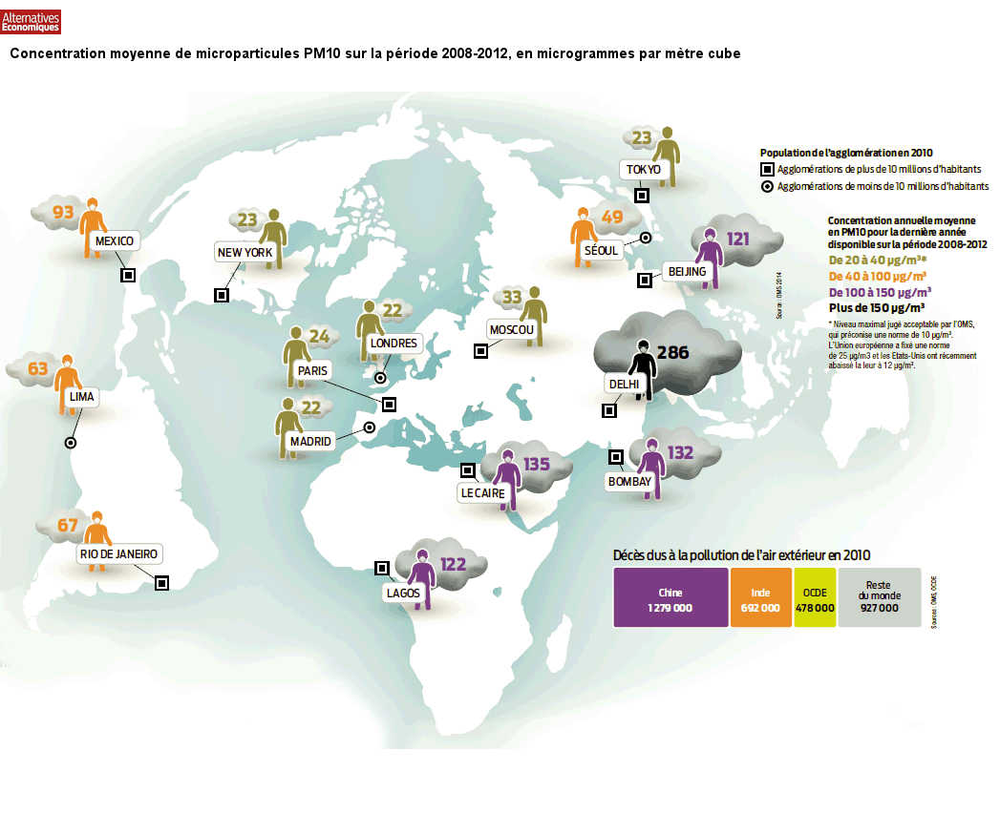 Alternatives
Economiques
Concentration moyenne de microparticules PM10 sur la période 2008-2012, en microgrammes par mètre cube
23
TOKYO
Population de l'agglomération en 2010
Agglomérations de plus de 10 millions d'habitants
Agglomérations de moins de 10 millions d'habitants
93
MEXICO
23
NEW YORK
49
SÉOUL
121
BEIJING
Concentration annuelle moyenne
en PM10 pour la dernière année
disponible sur la période 2008-2012
De 20 à 40 µg/m³*
De 40 à 100 µg/m³
De 100 à 150 µg/m³
Plus de 150 µg/m³
* Niveau maximal jugé acceptable par l'OMS,
qui préconise une norme de 10 µg/m³.
L'Union européenne a fixé une norme
de 25 µg/m3 et les Etats-Unis ont récemment
abaissé la leur à 12 µg/m³.
Source : OMS 2014
33
MOSCOU
22
LONDRES
24
PARIS
286
DELHI
63
LIMA
22
MADRID
135
LE CAIRE
132
BOMBAY
67
RIO DE JANEIRO
122
LAGOS
Décès dus à la pollution de l'air extérieur en 2010
Chine
1 279 000
Inde
692 000
OCDE
478 000
Reste
du monde
927 000
Sources : OMS, OCDE